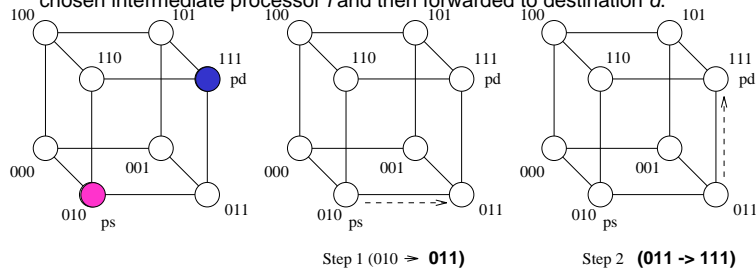 chosen intermediate processor i and then forwarded to destination d.
100
101
110
111
pd
000
001
010
ps
011
100
101
110
111
pd
000
001
010
ps
011
Step 1 (010 > 011)
100
101
110
111
pd
000
001
010
ps
011
Step 2 (011 -> 111)